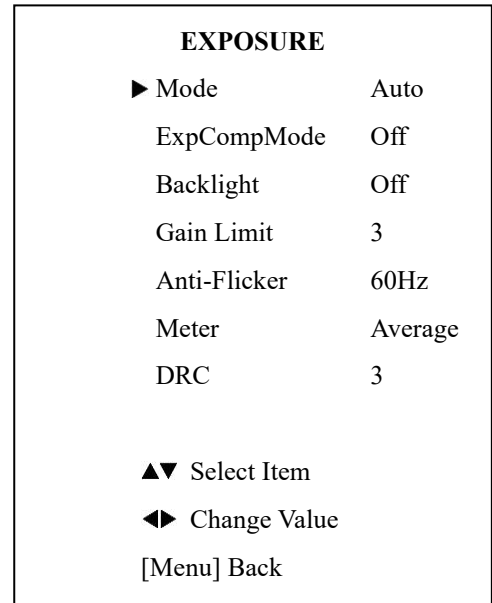 EXPOSURE
▶ Mode Auto
ExpCompMode Off
Backlight Off
Gain Limit 3
Anti-Flicker 60Hz
Meter Average
DRC 3
▲▼ Select Item
◀▶ Change Value
[Menu] Back